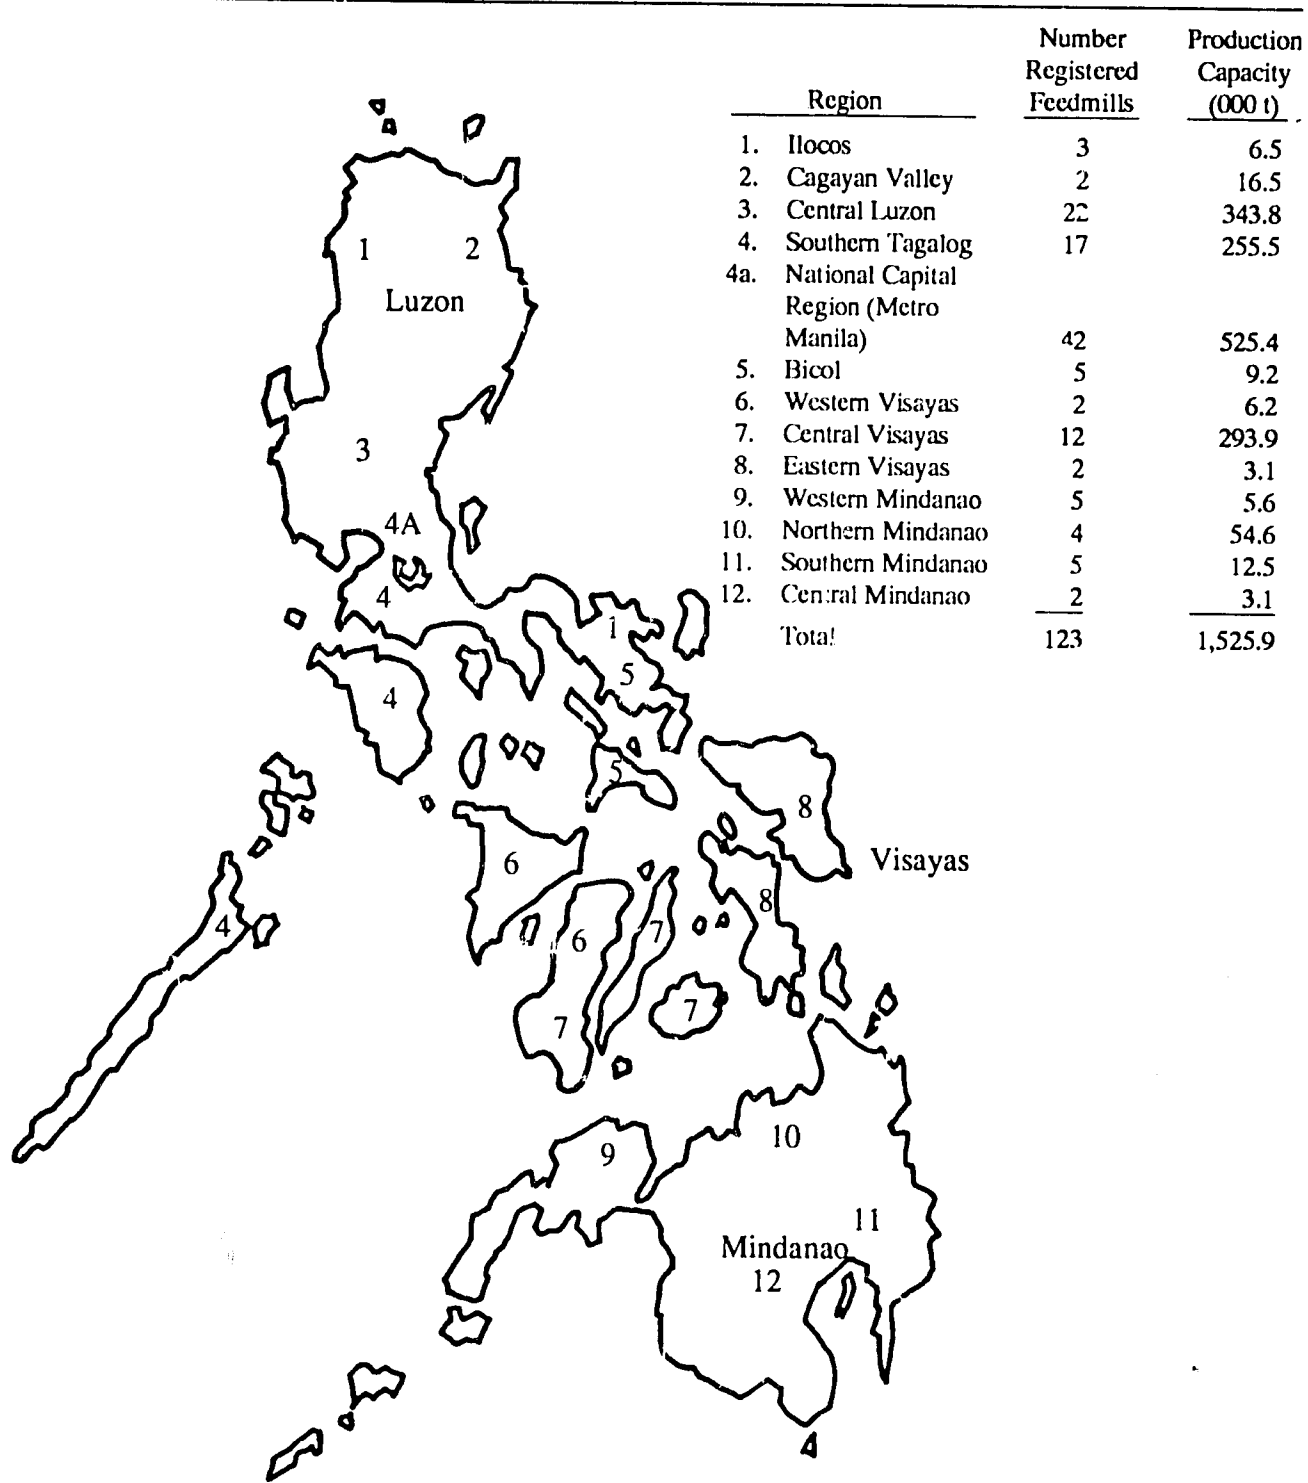 Number Production
Registered Capacity
Region Feedmills (000 t)
1. Ilocos 3 6.5
2. Cagayan Valley 2 16.5
3. Central Luzon 22 343.8
4. Southern Tagalog 17 255.5
4a. National Capital
Region (Metro
Manila) 42 525.4
5. Bicol 5 9.2
6. Western Visayas 2 6.2
7. Central Visayas 12 293.9
8. Eastern Visayas 2 3.1
9. Western Mindanao 5 5.6
10. Northern Mindanao 4 54.6
11. Southern Mindanao 5 12.5
12. Central Mindanao 2 3.1
Total 123 1,525.9
1 2
Luzon
3
4A
4
1
5
4
5
8
6
Visayas
8
4
6
7
7
7
10
9
11
Mindanao
12